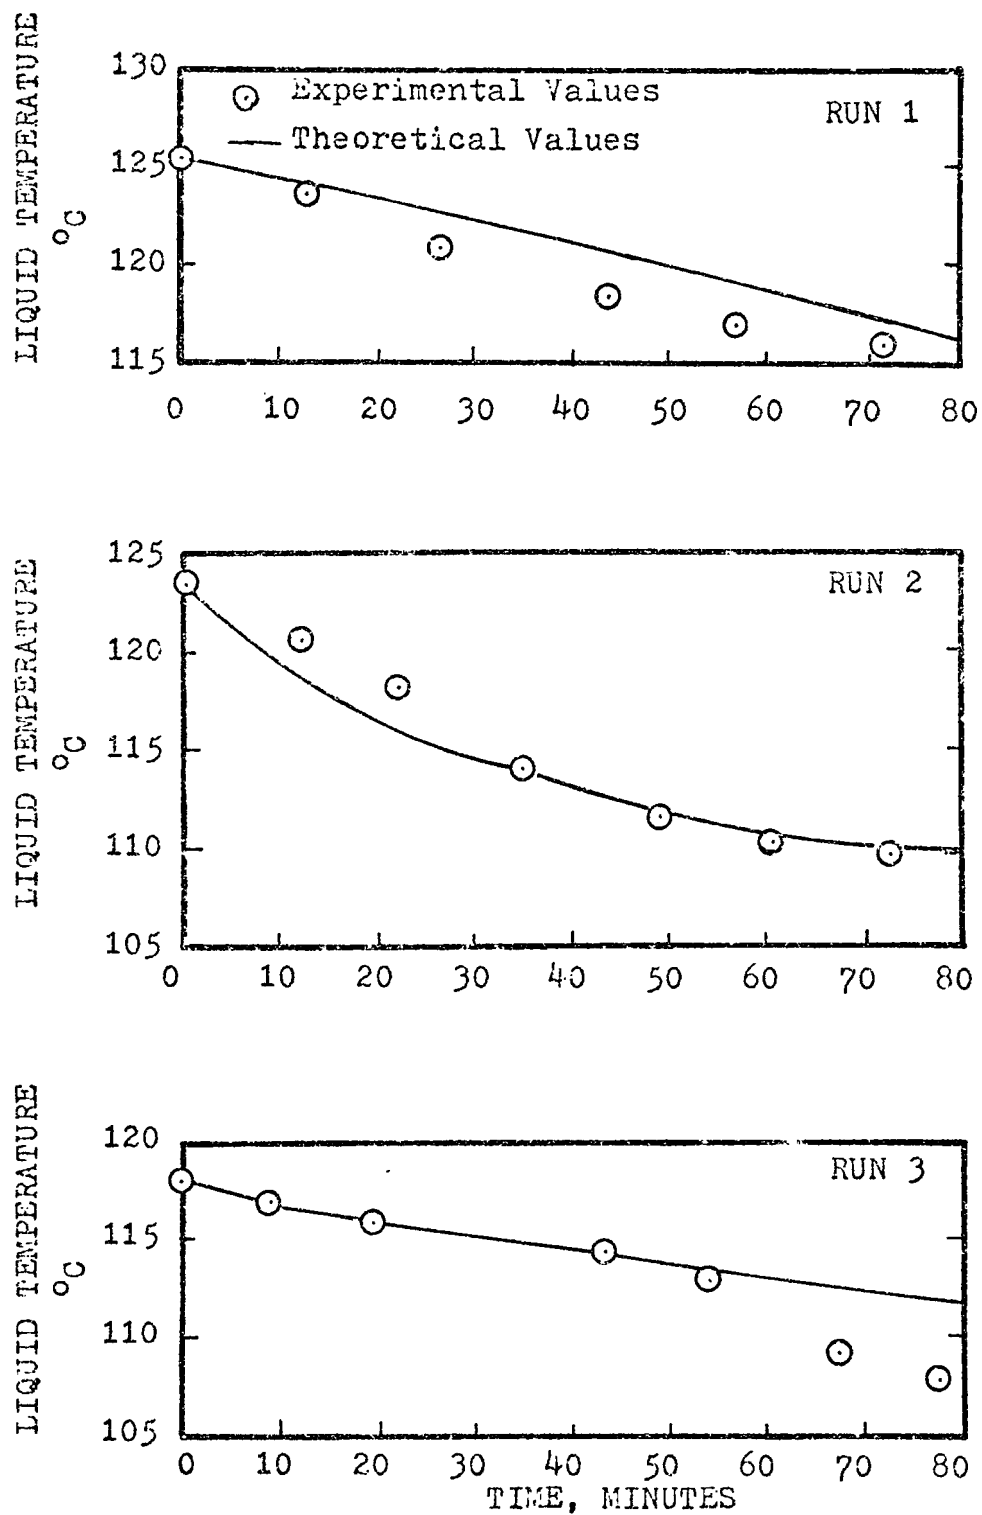 LIQUID TEMPERATURE
°C
130
125
120
115
Experimental Values
Theoretical Values
RUN 1
0 10 20 30 40 50 60 70 80
LIQUID TEMPERATURE
°C
125
120
115
110
105
RUN 2
0 10 20 30 40 50 60 70 80
LIQUID TEMPERATURE
°C
120
115
110
105
RUN 3
0 10 20 30 40 50 60 70 80
TIME, MINUTES